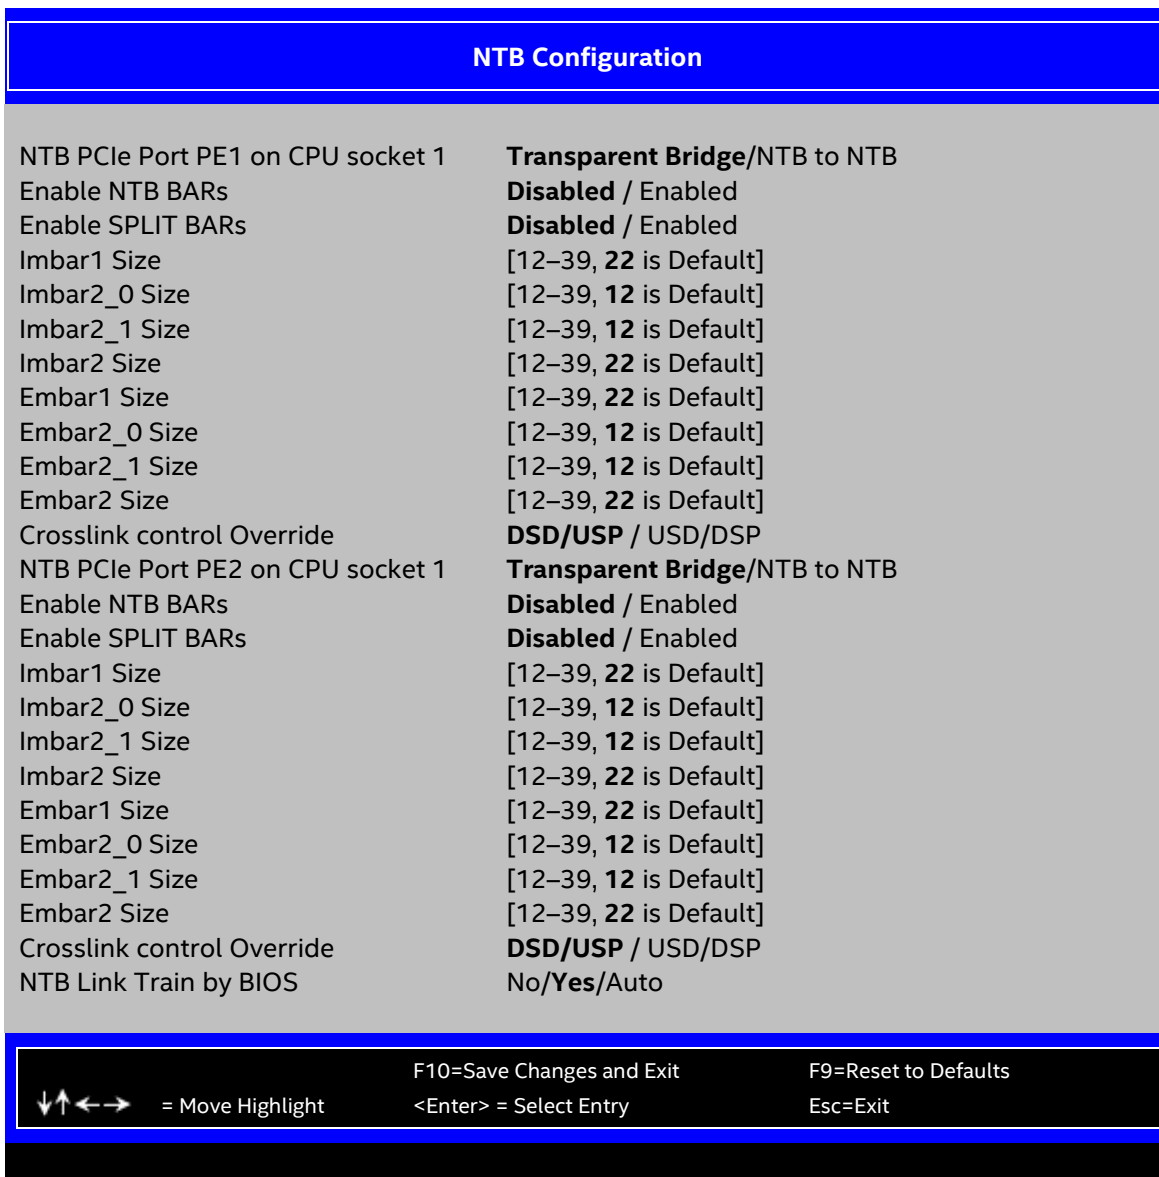 NTB Configuration
NTB PCIe Port PE1 on CPU socket 1 Transparent Bridge/NTB to NTB
Enable NTB BARs Disabled / Enabled
Enable SPLIT BARs Disabled / Enabled
Imbar1 Size [12–39, 22 is Default]
Imbar2_0 Size [12–39, 12 is Default]
Imbar2_1 Size [12–39, 12 is Default]
Imbar2 Size [12–39, 22 is Default]
Embar1 Size [12–39, 22 is Default]
Embar2_0 Size [12–39, 12 is Default]
Embar2_1 Size [12–39, 12 is Default]
Embar2 Size [12–39, 22 is Default]
Crosslink control Override DSD/USP / USD/DSP
NTB PCIe Port PE2 on CPU socket 1 Transparent Bridge/NTB to NTB
Enable NTB BARs Disabled / Enabled
Enable SPLIT BARs Disabled / Enabled
Imbar1 Size [12–39, 22 is Default]
Imbar2_0 Size [12–39, 12 is Default]
Imbar2_1 Size [12–39, 12 is Default]
Imbar2 Size [12–39, 22 is Default]
Embar1 Size [12–39, 22 is Default]
Embar2_0 Size [12–39, 12 is Default]
Embar2_1 Size [12–39, 12 is Default]
Embar2 Size [12–39, 22 is Default]
Crosslink control Override DSD/USP / USD/DSP
NTB Link Train by BIOS No/Yes/Auto
F10=Save Changes and Exit F9=Reset to Defaults
↓↑←→ = Move Highlight <Enter> = Select Entry Esc=Exit